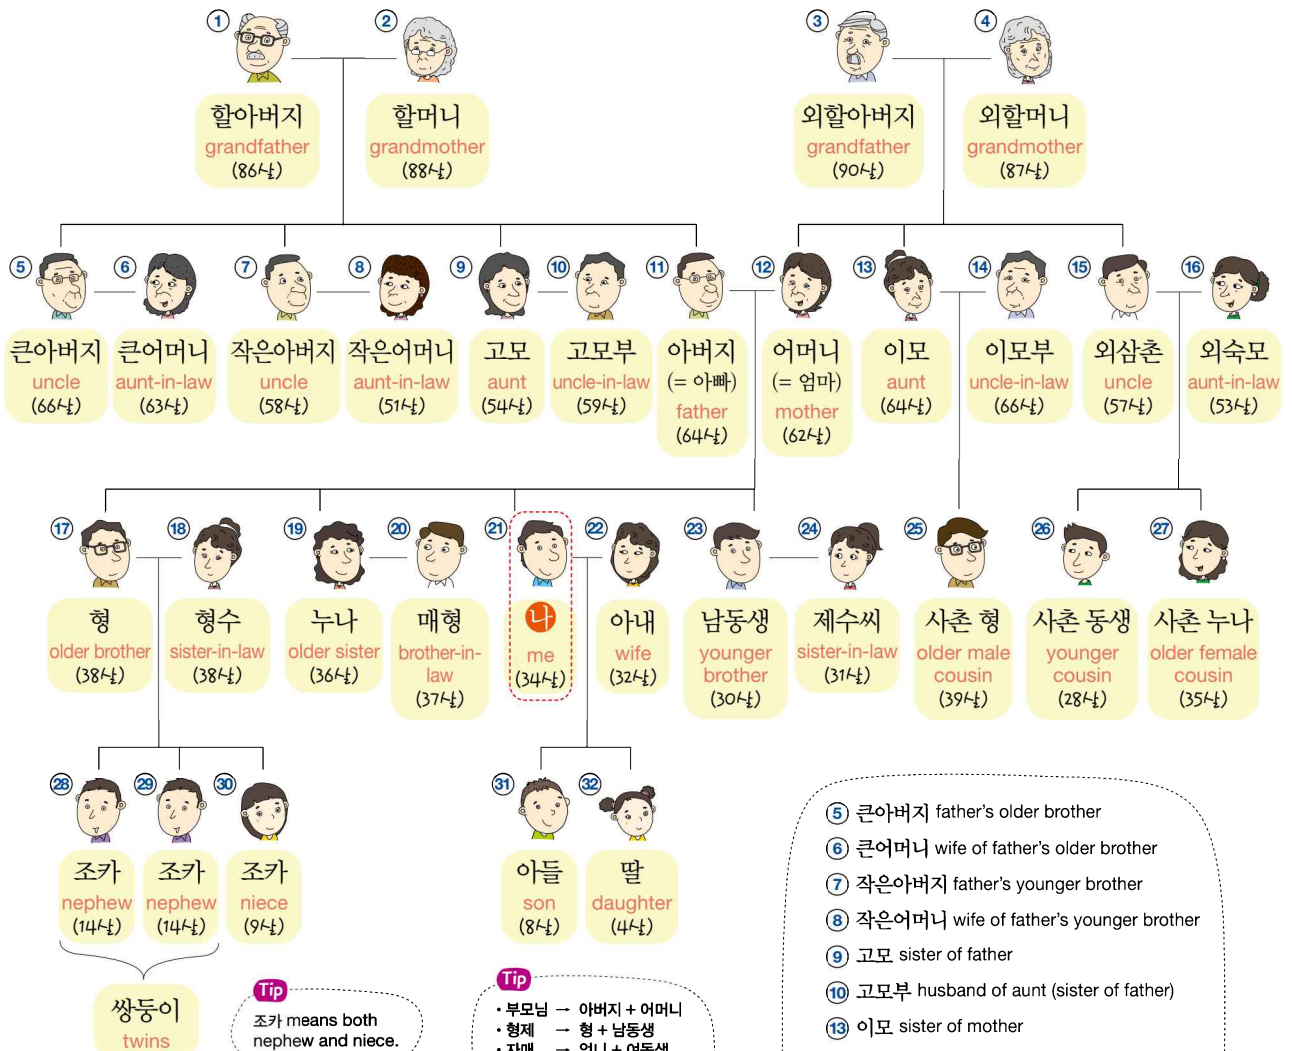 1 2 3 4
할아버지 할머니 외할아버지 외할머니
grandfather grandmother grandfather grandmother
(86살) (88살) (90살) (87살)
5 6 7 8 9 10 11 12 13 14 15 16
큰아버지 큰어머니 작은아버지 작은어머니 고모 고모부 아버지 어머니 이모 이모부 외삼촌 외숙모
(= 아빠) (= 엄마)
uncle aunt-in-law uncle aunt-in-law aunt uncle-in-law father mother aunt uncle-in-law uncle aunt-in-law
(66살) (63살) (58살) (51살) (54살) (59살) (64살) (62살) (64살) (66살) (57살) (53살)
17 18 19 20 21 22 23 24 25 26 27
형 형수 누나 매형 나 아내 남동생 제수씨 사촌 형 사촌 동생 사촌 누나
older brother sister-in-law older sister brother-in-law me wife younger brother sister-in-law older male cousin younger cousin older female cousin
(38살) (38살) (36살) (37살) (34살) (32살) (30살) (31살) (39살) (28살) (35살)
28 29 30 31 32
조카 조카 조카 아들 딸
nephew nephew niece son daughter
(14살) (14살) (9살) (8살) (4살)
쌍둥이
twins
Tip
조카 means both
nephew and niece.
Tip
• 부모님 → 아버지 + 어머니
• 형제 → 형 + 남동생
• 자매 → 언니 + 여동생
5 큰아버지 father's older brother
6 큰어머니 wife of father's older brother
7 작은아버지 father's younger brother
8 작은어머니 wife of father's younger brother
9 고모 sister of father
10 고모부 husband of aunt (sister of father)
13 이모 sister of mother